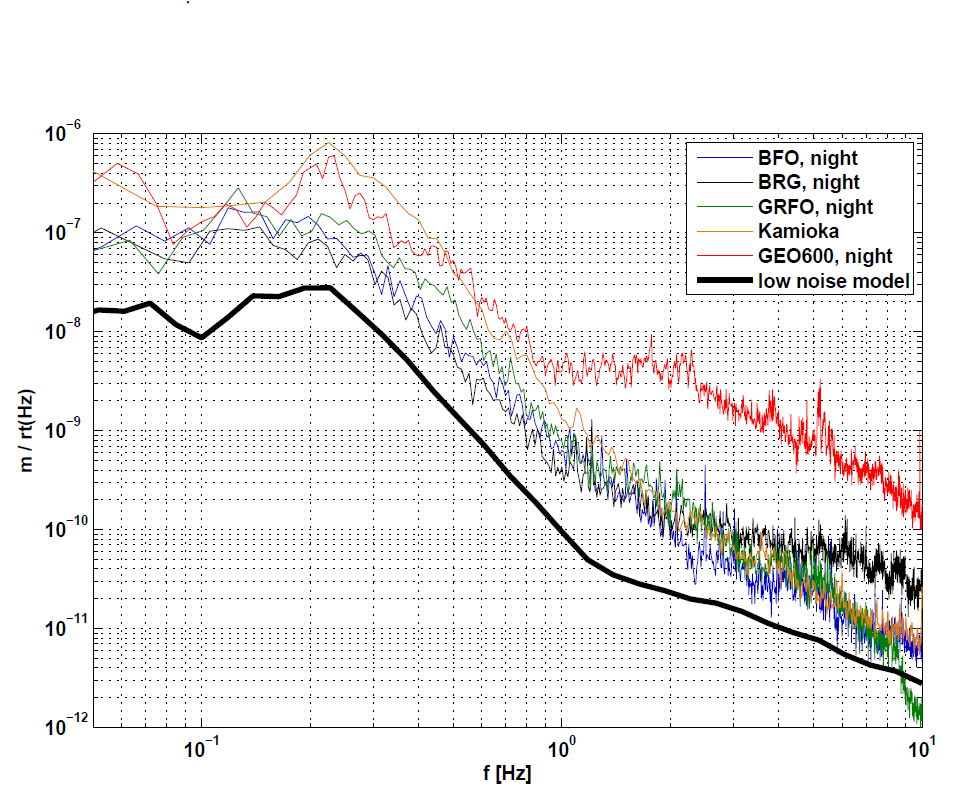 10^-6
10^-7
10^-8
10^-9
10^-10
10^-11
10^-12
m / rt(Hz)
BFO, night
BRG, night
GRFO, night
Kamioka
GEO600, night
low noise model
10^-1
10^0
10^1
f [Hz]